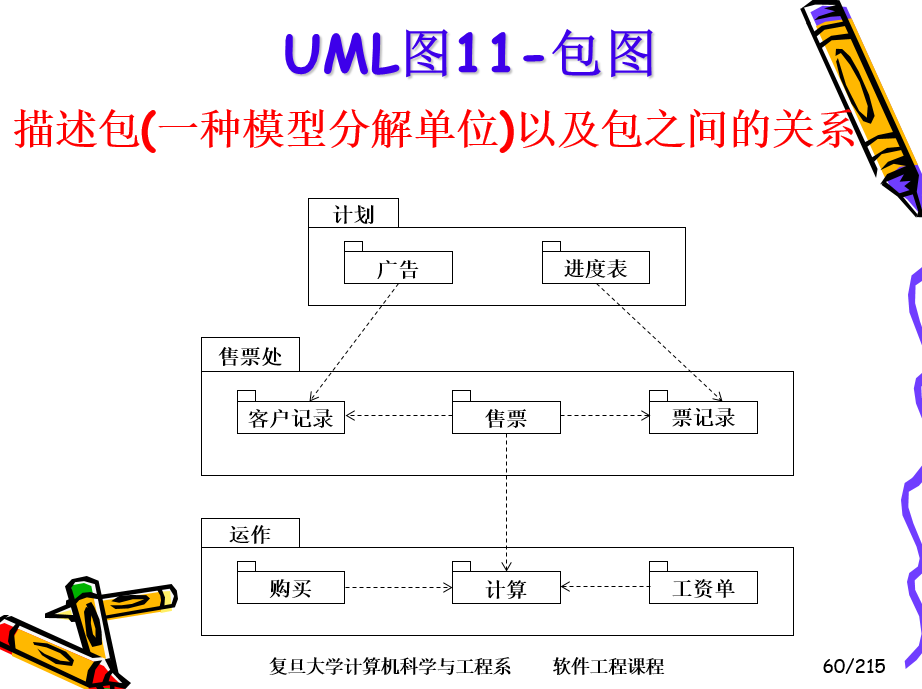 UML图11-包图
描述包(一种模型分解单位)以及包之间的关系
计划
广告
进度表
售票处
客户记录
售票
票记录
运作
购买
计算
工资单
复旦大学计算机科学与工程系 软件工程课程 60/215